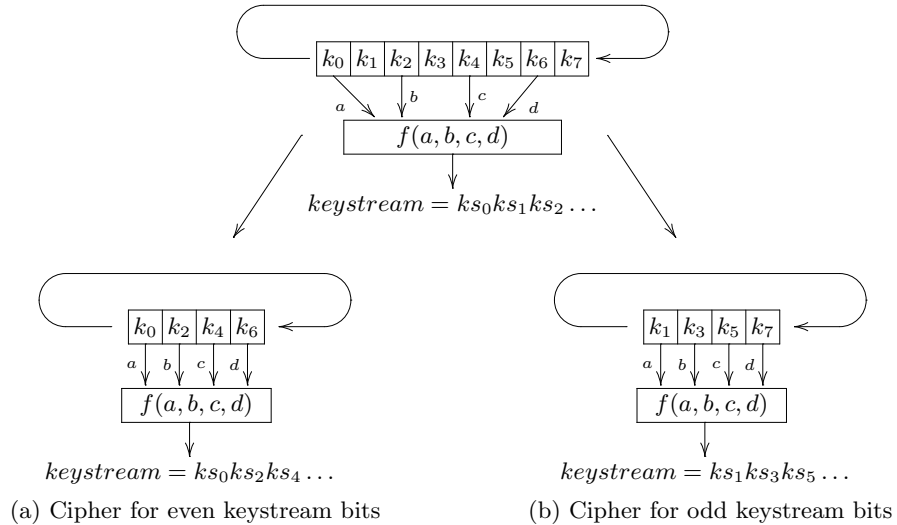 k₀ k₁ k₂ k₃ k₄ k₅ k₆ k₇
a b c d
f(a, b, c, d)
keystream = ks₀ks₁ks₂ ...
k₀ k₂ k₄ k₆
a b c d
f(a, b, c, d)
keystream = ks₀ks₂ks₄ ...
(a) Cipher for even keystream bits
k₁ k₃ k₅ k₇
a b c d
f(a, b, c, d)
keystream = ks₁ks₃ks₅ ...
(b) Cipher for odd keystream bits